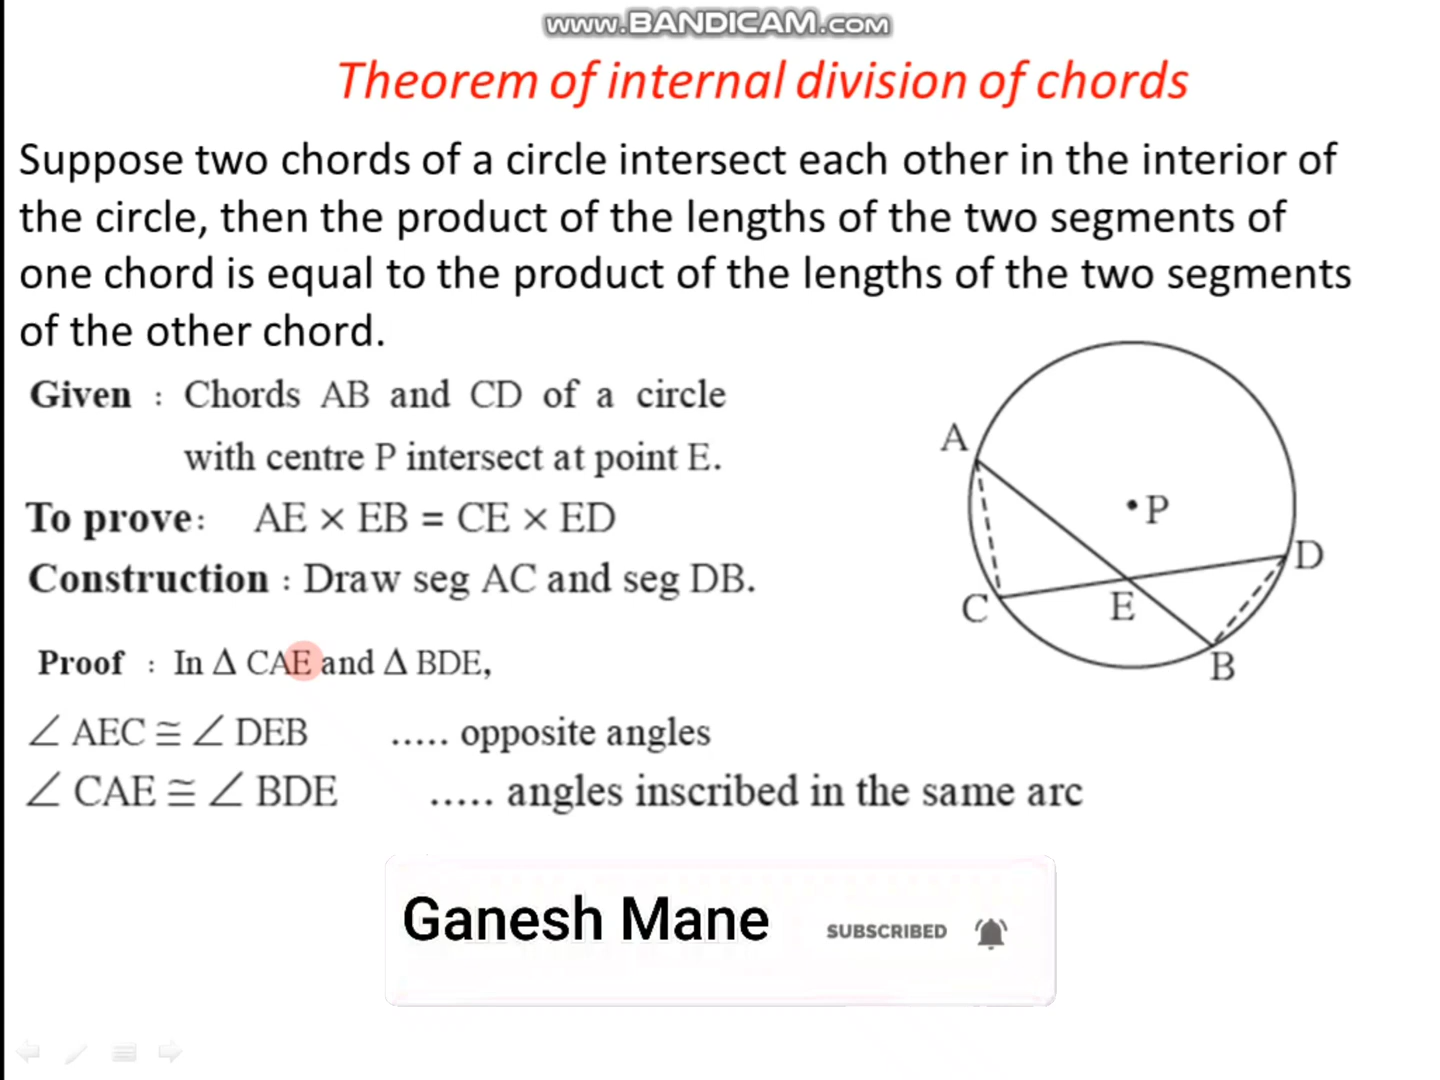 www.BANDICAM.com
Theorem of internal division of chords
Suppose two chords of a circle intersect each other in the interior of
the circle, then the product of the lengths of the two segments of
one chord is equal to the product of the lengths of the two segments
of the other chord.
Given : Chords AB and CD of a circle
with centre P intersect at point E.
To prove: AE × EB = CE × ED
Construction : Draw seg AC and seg DB.
A
P
D
C
E
B
Proof : In Δ CAE and Δ BDE,
∠ AEC ≅ ∠ DEB ..... opposite angles
∠ CAE ≅ ∠ BDE ..... angles inscribed in the same arc
Ganesh Mane SUBSCRIBED